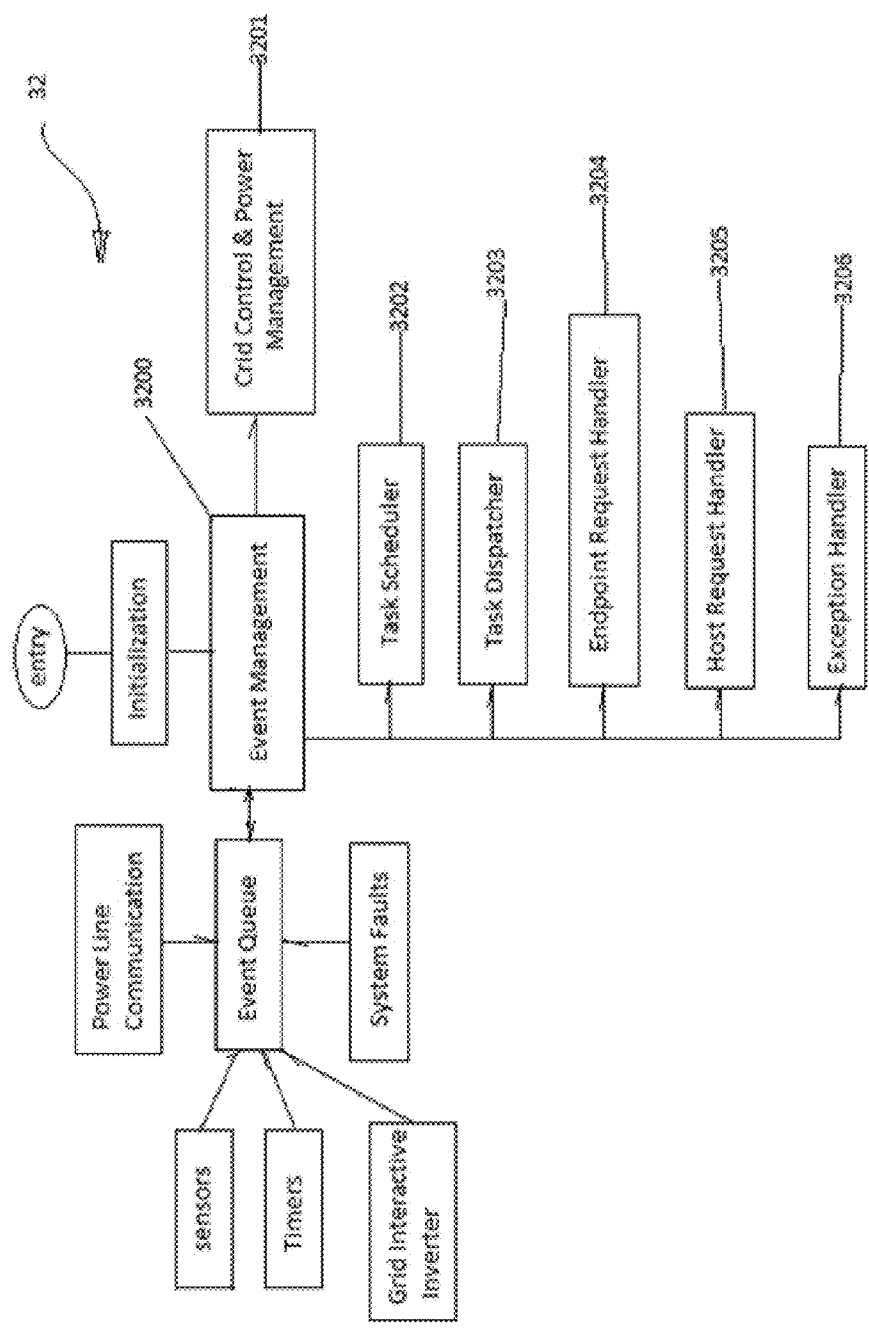 32
entry
Initialization
3200
Event Management
Crid Control & Power
Management
3201
Power Line
Communication
Event Queue
System Faults
sensors
Timers
Grid Interactive
Inverter
Task Scheduler
3202
Task Dispatcher
3203
Endpoint Request Handler
3204
Host Request Handler
3205
Exception Handler
3206